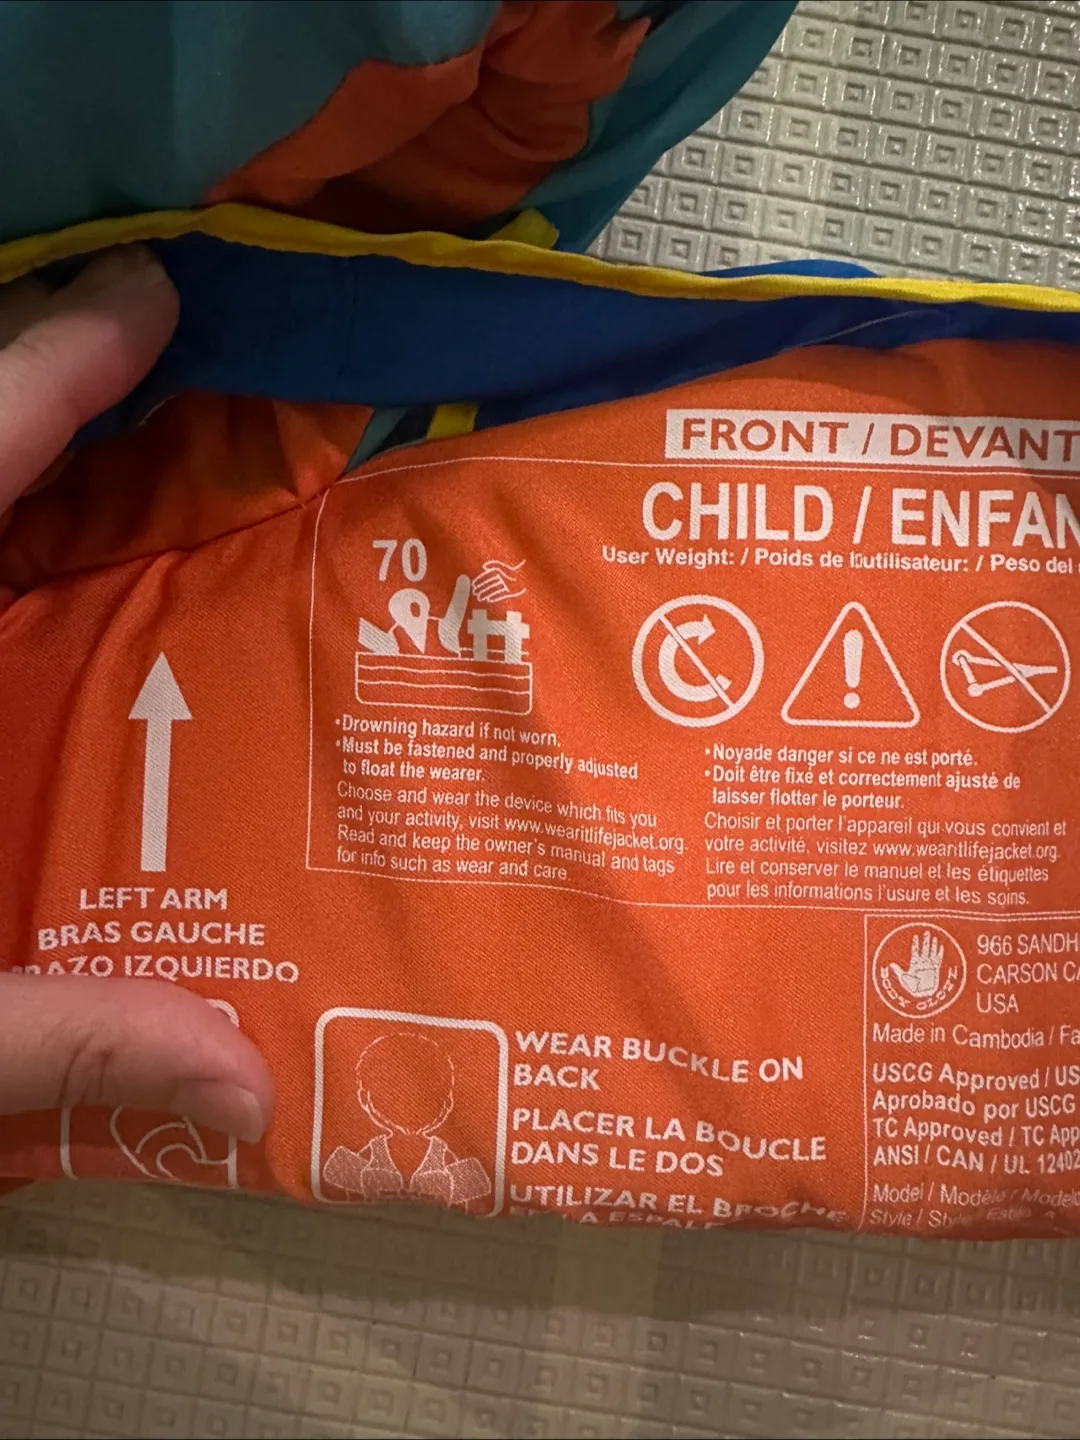 FRONT / DEVANT
CHILD / ENFAN
User Weight: / Poids de l'utilisateur: / Peso del
70
•Drowning hazard if not worn.
•Must be fastened and properly adjusted
to float the wearer.
Choose and wear the device which fits you
and your activity, visit www.wearitlifejacket.org.
Read and keep the owner's manual and tags
for info such as wear and care.
•Noyade danger si ce ne est porté.
•Doit être fixé et correctement ajusté de
laisser flotter le porteur.
Choisir et porter l'appareil qui vous convient et
votre activité, visitez www.weantlifejacket.org.
Lire et conserver le manuel et les étiquettes
pour les informations l'usure et les soins.
LEFT ARM
BRAS GAUCHE
BRAZO IZQUIERDO
WEAR BUCKLE ON
BACK
PLACER LA BOUCLE
DANS LE DOS
UTILIZAR EL BROCHE
BODY GLOVE
966 SANDH
CARSON CA
USA
Made in Cambodia / Fa
USCG Approved / US
Aprobado por USCG
TC Approved / TC App
ANSI / CAN / UL 12402
Model / Modèle / Model
Style / Style